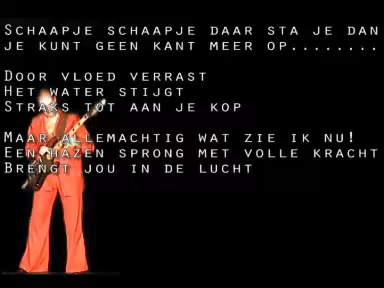 Schaapje schaapje daar sta je dan
je kunt geen kant meer op........
Door vloed verrast
Het water stijgt
Straks tot aan je kop
Maar allemachtig wat zie ik nu!
Een hazen sprong met volle kracht
Brengt jou in de lucht